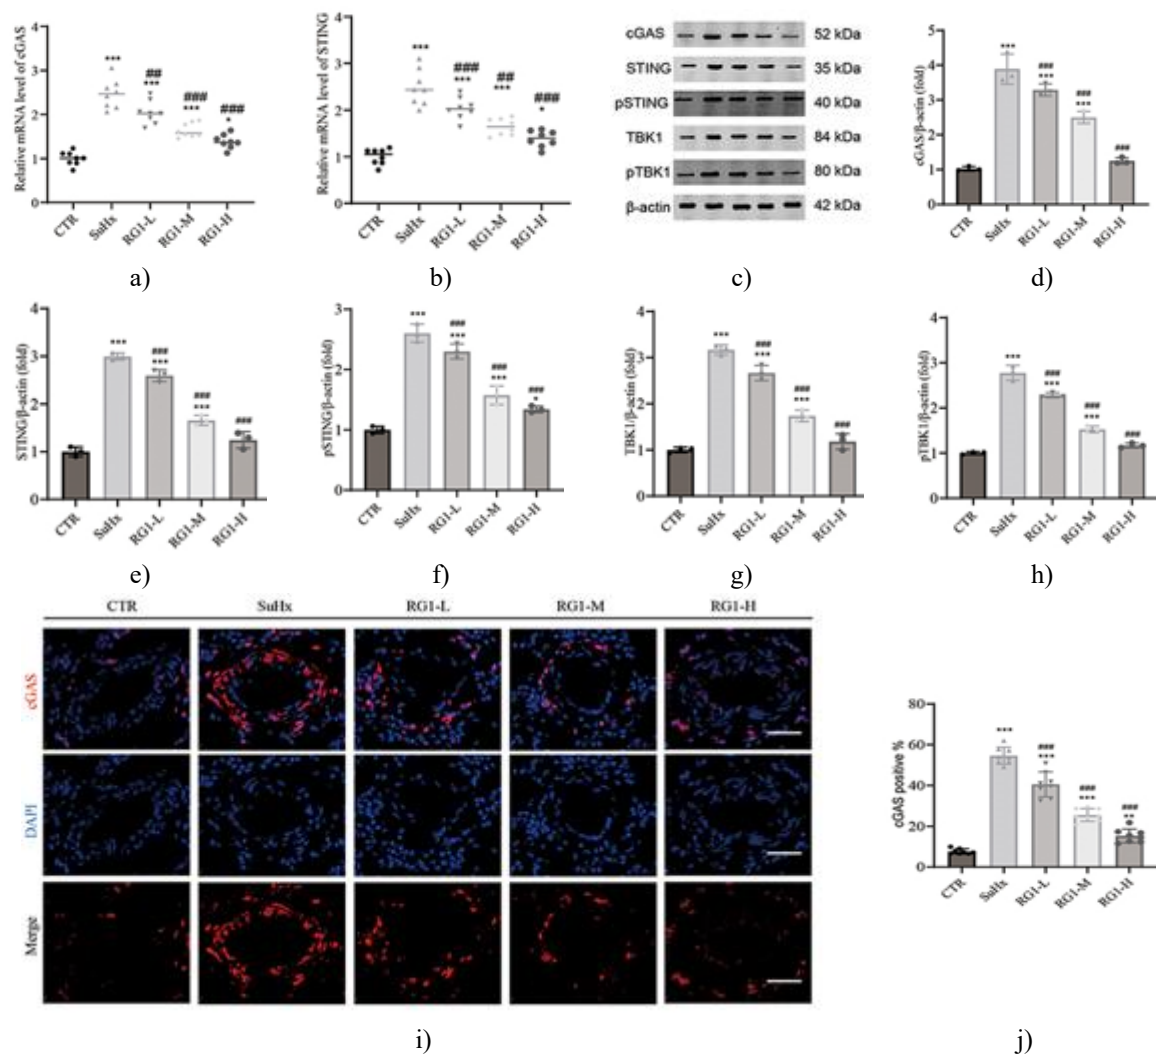 Relative mRNA level of cGAS
4
3
2
1
0
***
##
***
###
***
###
*
CTR
SuHx
RG1-L
RG1-M
RG1-H
a)
Relative mRNA level of STING
4
3
2
1
0
***
###
***
##
***
###
*
CTR
SuHx
RG1-L
RG1-M
RG1-H
b)
cGAS 52 kDa
STING 35 kDa
pSTING 40 kDa
TBK1 84 kDa
pTBK1 80 kDa
β-actin 42 kDa
c)
cGAS/β-actin (fold)
5
4
3
2
1
0
***
###
***
###
***
###
CTR
SuHx
RG1-L
RG1-M
RG1-H
d)
STING/β-actin (fold)
4
3
2
1
0
***
###
***
###
***
###
CTR
SuHx
RG1-L
RG1-M
RG1-H
e)
pSTING/β-actin (fold)
3
2
1
0
***
###
***
###
***
###
*
CTR
SuHx
RG1-L
RG1-M
RG1-H
f)
TBK1/β-actin (fold)
4
3
2
1
0
***
###
***
###
***
###
CTR
SuHx
RG1-L
RG1-M
RG1-H
g)
pTBK1/β-actin (fold)
4
3
2
1
0
***
###
***
###
***
###
CTR
SuHx
RG1-L
RG1-M
RG1-H
h)
CTR SuHx RG1-L RG1-M RG1-H
cGAS
DAPI
Merge
i)
cGAS positive %
80
60
40
20
0
***
###
***
###
***
###
**
CTR
SuHx
RG1-L
RG1-M
RG1-H
j)